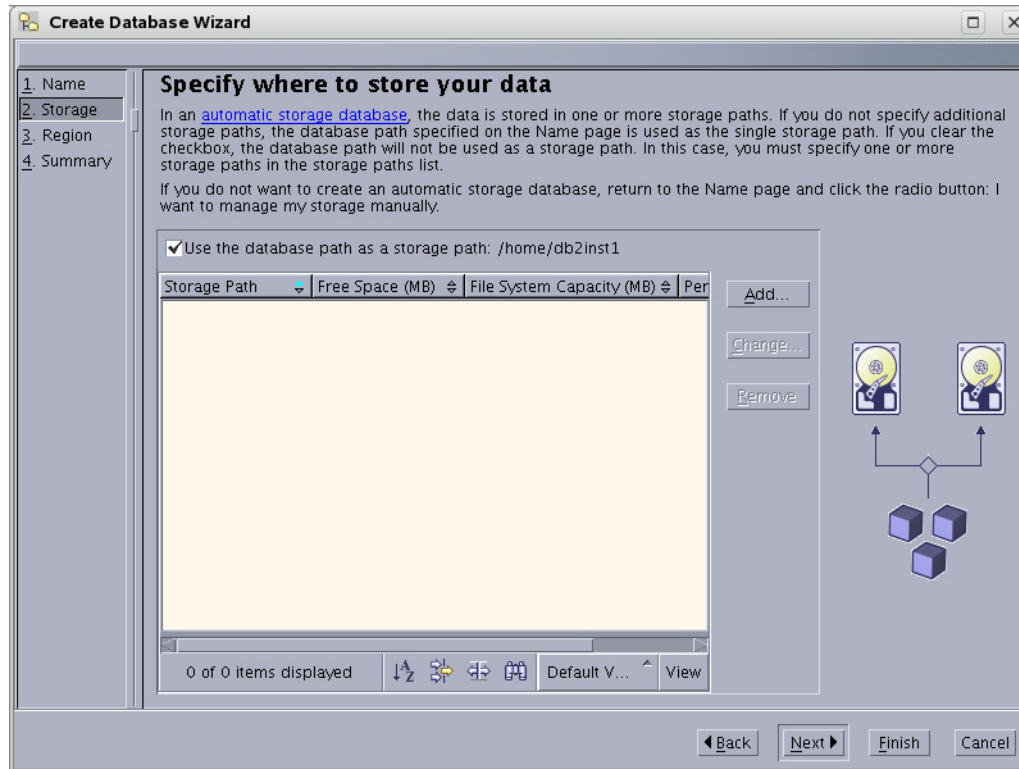 Create Database Wizard
1. Name
2. Storage
3. Region
4. Summary
Specify where to store your data
In an automatic storage database, the data is stored in one or more storage paths. If you do not specify additional
storage paths, the database path specified on the Name page is used as the single storage path. If you clear the
checkbox, the database path will not be used as a storage path. In this case, you must specify one or more
storage paths in the storage paths list.
If you do not want to create an automatic storage database, return to the Name page and click the radio button: I
want to manage my storage manually.
Use the database path as a storage path: /home/db2inst1
Storage Path Free Space (MB) File System Capacity (MB) Per
Add...
Change...
Remove
0 of 0 items displayed Default V... View
Back Next Finish Cancel